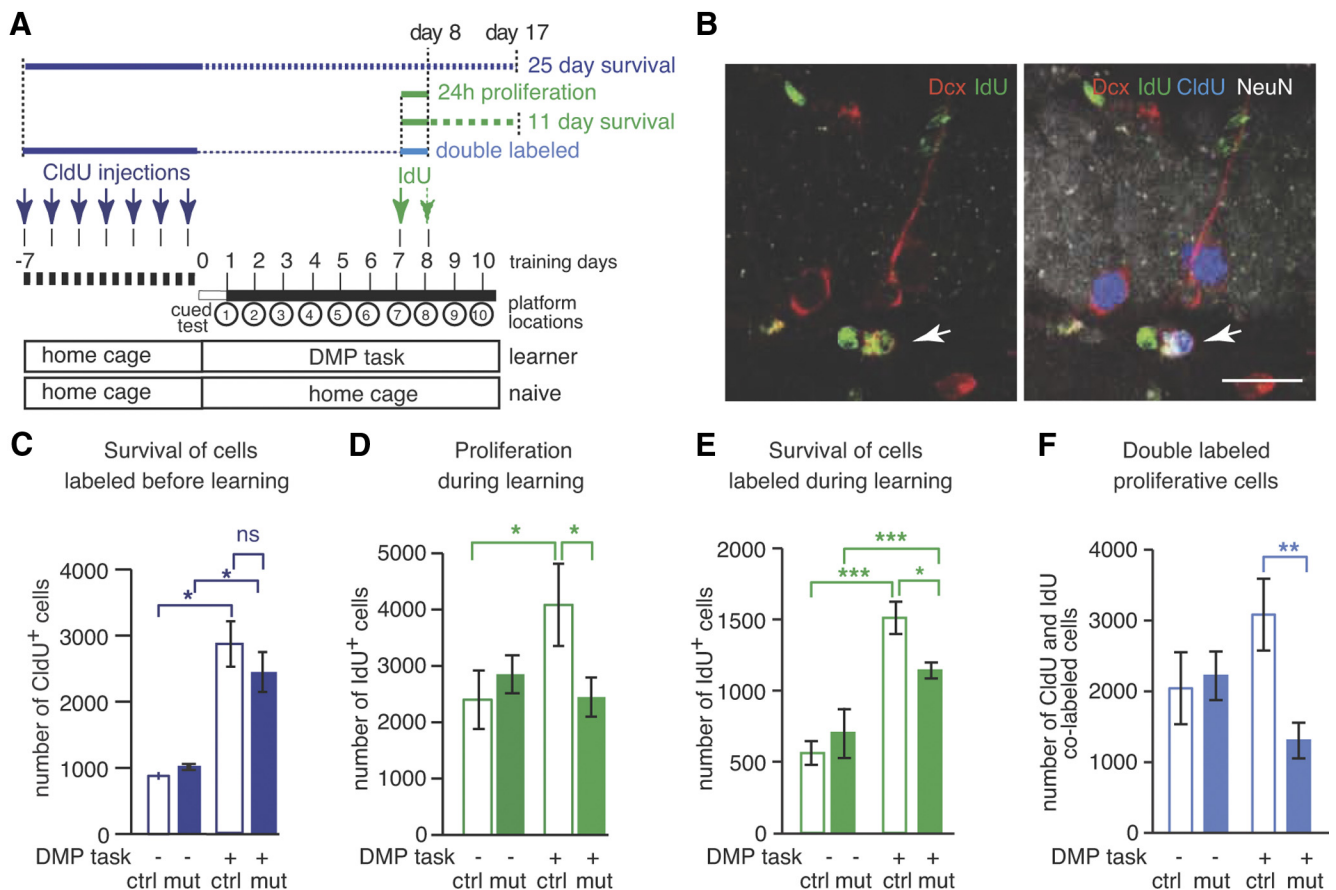 A
day 8 day 17
25 day survival
24h proliferation
11 day survival
double labeled
CldU injections IdU
-7 0 1 2 3 4 5 6 7 8 9 10 training days
cued test 1 2 3 4 5 6 7 8 9 10 platform locations
home cage DMP task learner
home cage home cage naive
B
Dcx IdU
Dcx IdU CldU NeuN
C
Survival of cells
labeled before learning
number of CldU+ cells
4000
3000
2000
1000
0
* * ns
DMP task - - + +
ctrl mut ctrl mut
D
Proliferation
during learning
number of IdU+ cells
5000
4000
3000
2000
1000
0
* *
DMP task - - + +
ctrl mut ctrl mut
E
Survival of cells
labeled during learning
number of IdU+ cells
2000
1500
1000
500
0
*** *** *
DMP task - - + +
ctrl mut ctrl mut
F
Double labeled
proliferative cells
number of CldU and IdU
co-labeled cells
4000
3000
2000
1000
0
**
DMP task - - + +
ctrl mut ctrl mut